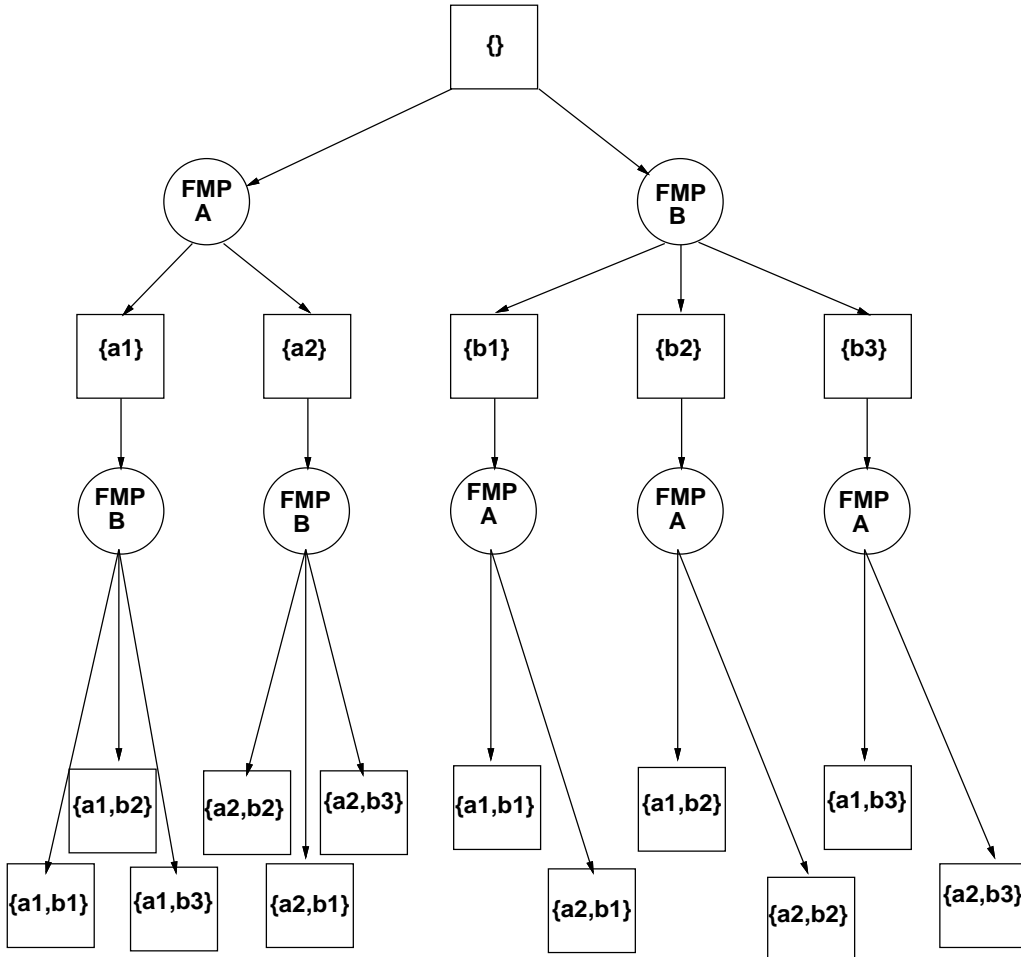 {}
FMP
A
FMP
B
{a1}
{a2}
{b1}
{b2}
{b3}
FMP
B
FMP
B
FMP
A
FMP
A
FMP
A
{a1,b2}
{a2,b2}
{a2,b3}
{a1,b1}
{a1,b2}
{a1,b3}
{a1,b1}
{a1,b3}
{a2,b1}
{a2,b1}
{a2,b2}
{a2,b3}